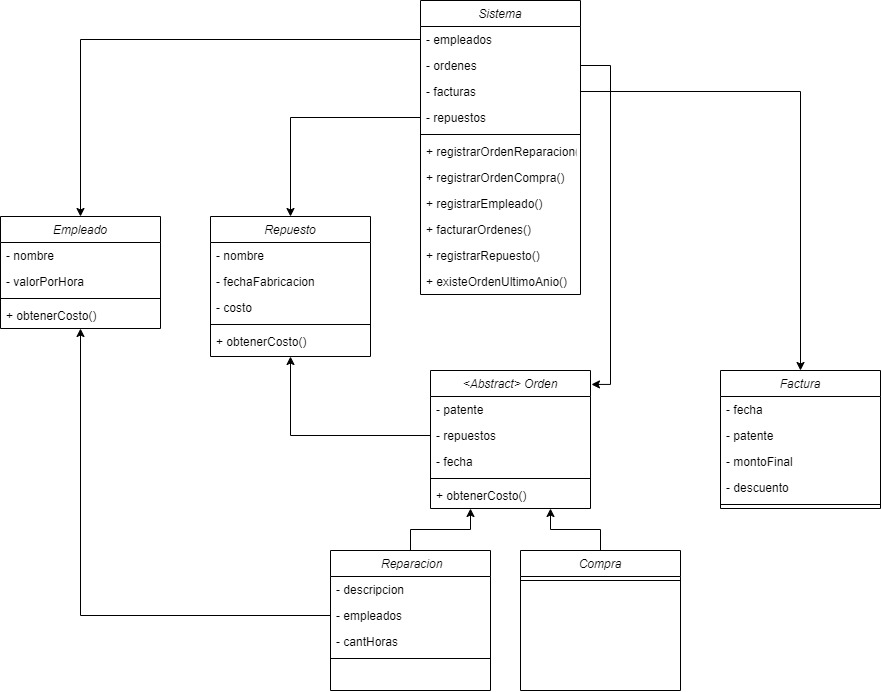 Sistema
- empleados
- ordenes
- facturas
- repuestos
+ registrarOrdenReparacion(
+ registrarOrdenCompra()
+ registrarEmpleado()
+ facturarOrdenes()
+ registrarRepuesto()
+ existeOrdenUltimoAnio()
Empleado
- nombre
- valorPorHora
+ obtenerCosto()
Repuesto
- nombre
- fechaFabricacion
- costo
+ obtenerCosto()
<Abstract> Orden
- patente
- repuestos
- fecha
+ obtenerCosto()
Factura
- fecha
- patente
- montoFinal
- descuento
Reparacion
- descripcion
- empleados
- cantHoras
Compra